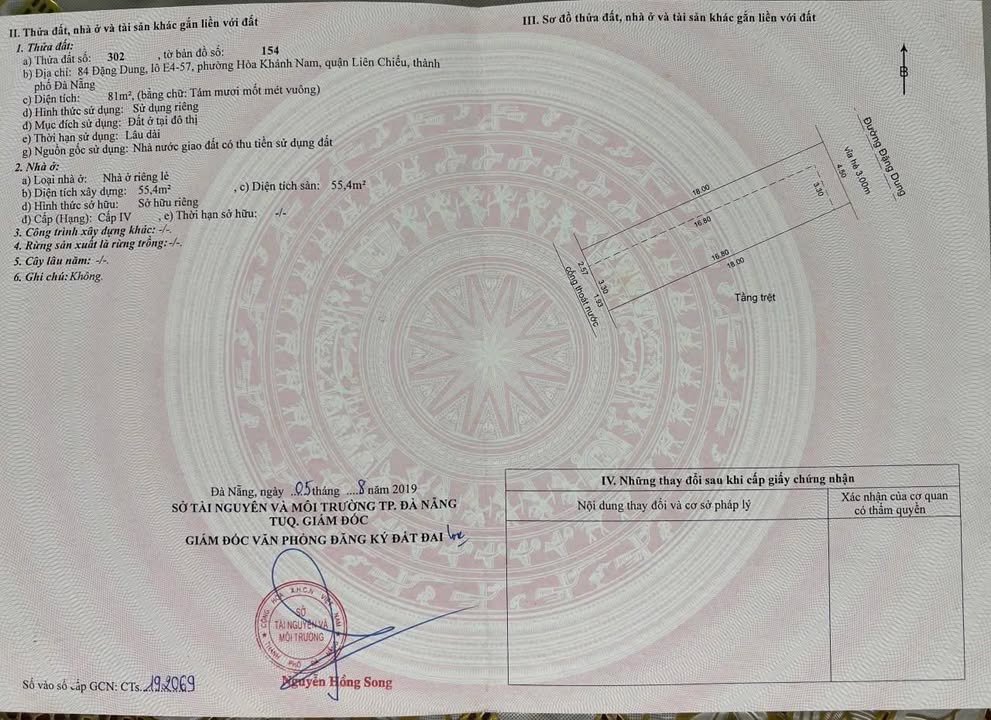 II. Thửa đất, nhà ở và tài sản khác gắn liền với đất
1. Thửa đất:
a) Thửa đất số: 302 , tờ bản đồ số: 154
b) Địa chỉ: 84 Đặng Dung, lô E4-57, phường Hòa Khánh Nam, quận Liên Chiểu, thành
phố Đà Nẵng
c) Diện tích: 81m², (bằng chữ: Tám mươi mốt mét vuông)
d) Hình thức sử dụng: Sử dụng riêng
đ) Mục đích sử dụng: Đất ở tại đô thị
e) Thời hạn sử dụng: Lâu dài
g) Nguồn gốc sử dụng: Nhà nước giao đất có thu tiền sử dụng đất
2. Nhà ở:
a) Loại nhà ở: Nhà ở riêng lẻ
b) Diện tích xây dựng: 55,4m² , c) Diện tích sàn: 55,4m²
d) Hình thức sở hữu: Sở hữu riêng
đ) Cấp (Hạng): Cấp IV , e) Thời hạn sở hữu: -/-
3. Công trình xây dựng khác: -/-.
4. Rừng sản xuất là rừng trồng:-/-.
5. Cây lâu năm: -/-.
6. Ghi chú: Không.
III. Sơ đồ thửa đất, nhà ở và tài sản khác gắn liền với đất
B
Đường Đặng Dung
vỉa hè 3.00m
4.50
3.30
18.00
16.80
16.80
18.00
2.57
3.30
1.93
cống thoát nước
Tầng trệt
Đà Nẵng, ngày ..05 tháng ....8 năm 2019
SỞ TÀI NGUYÊN VÀ MÔI TRƯỜNG TP. ĐÀ NẴNG
TUQ. GIÁM ĐỐC
GIÁM ĐỐC VĂN PHÒNG ĐĂNG KÝ ĐẤT ĐAI
CỘNG HÒA X.H.C.N VIỆT NAM
SỞ
TÀI NGUYÊN VÀ
MÔI TRƯỜNG
THÀNH PHỐ ĐÀ NẴNG
Nguyễn Hồng Song
Số vào sổ cấp GCN: CTs..192069
IV. Những thay đổi sau khi cấp giấy chứng nhận
Nội dung thay đổi và cơ sở pháp lý
Xác nhận của cơ quan
có thẩm quyền